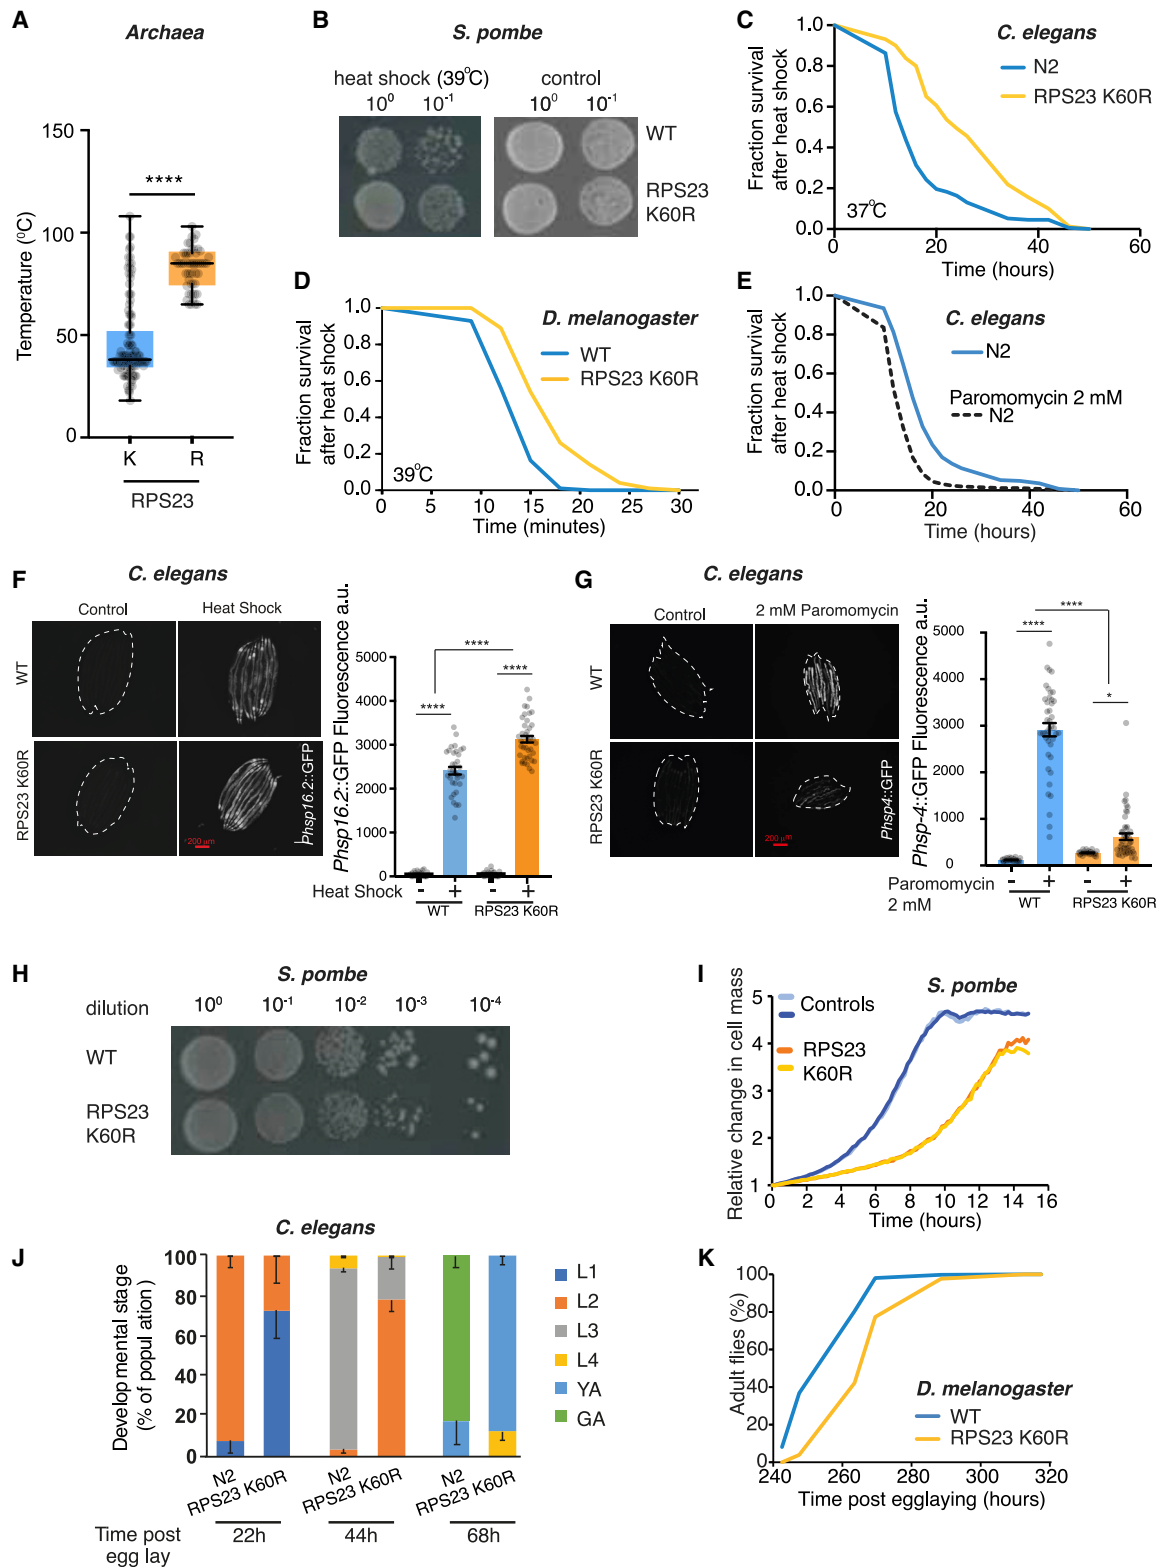 A
Archaea
150
100
50
0
Temperature (⁰C)
****
K
R
RPS23
B
S. pombe
heat shock (39°C)
control
10⁰
10⁻¹
10⁰
10⁻¹
WT
RPS23
K60R
C
C. elegans
N2
RPS23 K60R
Fraction survival
after heat shock
1.0
0.8
0.6
0.4
0.2
0.0
37°C
0
20
40
60
Time (hours)
D
D. melanogaster
WT
RPS23 K60R
Fraction survival
after heat shock
1.0
0.8
0.6
0.4
0.2
0.0
39°C
0
5
10
15
20
25
30
Time (minutes)
E
C. elegans
N2
Paromomycin 2 mM
N2
Fraction survival
after heat shock
1.0
0.8
0.6
0.4
0.2
0.0
0
20
40
60
Time (hours)
F
C. elegans
Control
Heat Shock
WT
RPS23 K60R
200 µm
Phsp16.2::GFP
Phsp16.2::GFP Fluorescence a.u.
5000
4000
3000
2000
1000
0
****
****
****
Heat Shock
-
+
-
+
WT
RPS23 K60R
G
C. elegans
Control
2 mM Paromomycin
WT
RPS23 K60R
200 µm
Phsp4::GFP
Phsp-4::GFP Fluorescence a.u.
5000
4000
3000
2000
1000
0
****
****
*
Paromomycin
2 mM
-
+
-
+
WT
RPS23 K60R
H
S. pombe
dilution
10⁰
10⁻¹
10⁻²
10⁻³
10⁻⁴
WT
RPS23
K60R
I
S. pombe
Controls
RPS23
K60R
Relative change in cell mass
5
4
3
2
1
0
2
4
6
8
10
12
14
16
Time (hours)
J
C. elegans
Developmental stage
(% of population)
100
80
60
40
20
0
L1
L2
L3
L4
YA
GA
N2
RPS23 K60R
N2
RPS23 K60R
N2
RPS23 K60R
Time post
egg lay
22h
44h
68h
K
Adult flies (%)
100
80
60
40
20
0
D. melanogaster
WT
RPS23 K60R
240
260
280
300
320
Time post egglaying (hours)